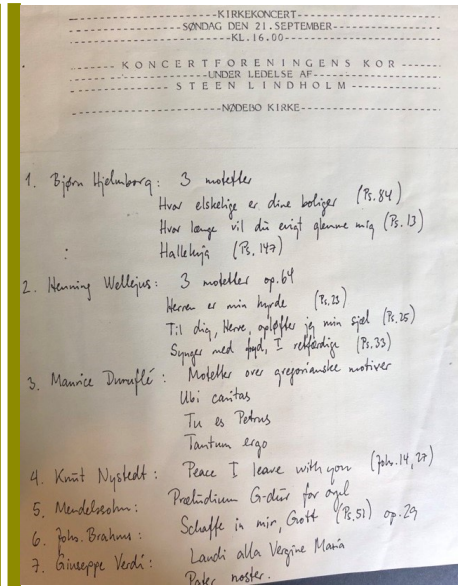 -KIRKEKONCERT-
-SØNDAG DEN 21.SEPTEMBER-
-KL.16.00-
- KONCERTFORENINGENS KOR -
-UNDER LEDELSE AF-
- STEEN LINDHOLM -
-NØDEBO KIRKE-
1. Bjørn Hjelmborg: 3 motetter
Hvor elskelige er dine boliger (Ps.84)
Hvor længe vil du evigt glemme mig (Ps.13)
Halleluja (Ps.147)
2. Henning Wellejus: 3 motetter op.64
Herren er min hyrde (Ps.23)
Til dig, Herre, opløfter jeg min sjæl (Ps.25)
Synger med fryd, I retfærdige (Ps.33)
3. Maurice Duruflé: Motetter over gregorianske motiver
Ubi caritas
Tu es Petrus
Tantum ergo
4. Knut Nystedt: Peace I leave with you (Joh.14,27)
5. Mendelssohn: Præludium G-dur for orgel
6. Johs. Brahms: Schaffe in mir, Gott (Ps.51) op.29
7. Giuseppe Verdi: Laudi alla Vergine Maria
Pater noster.